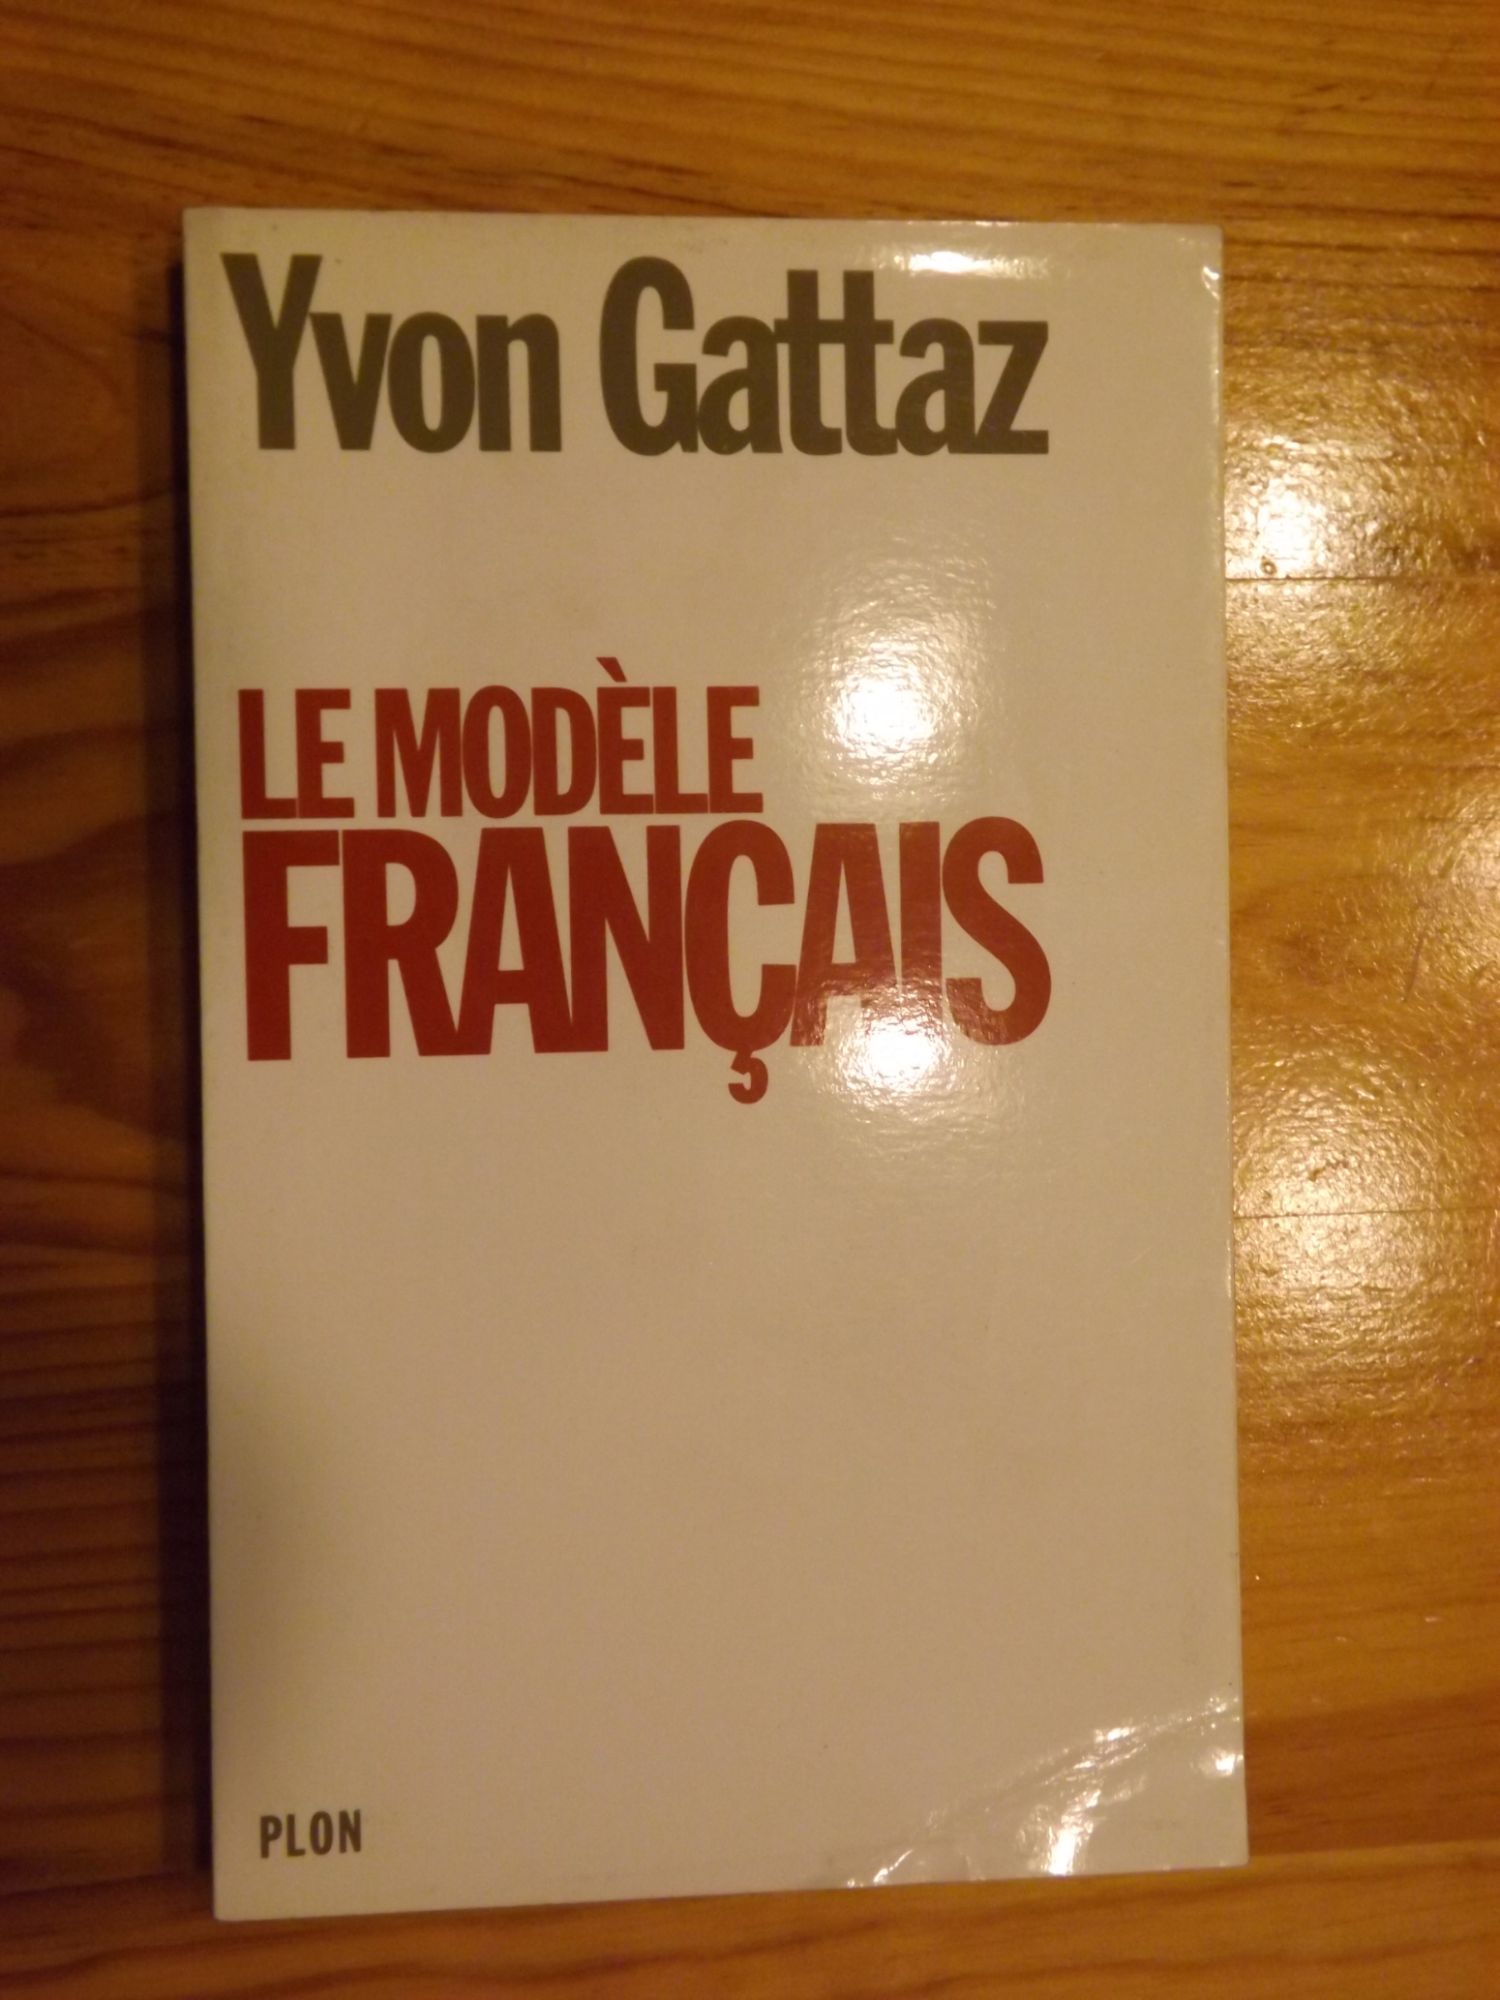 Yvon Gattaz
LE MODÈLE
FRANÇAIS
PLON